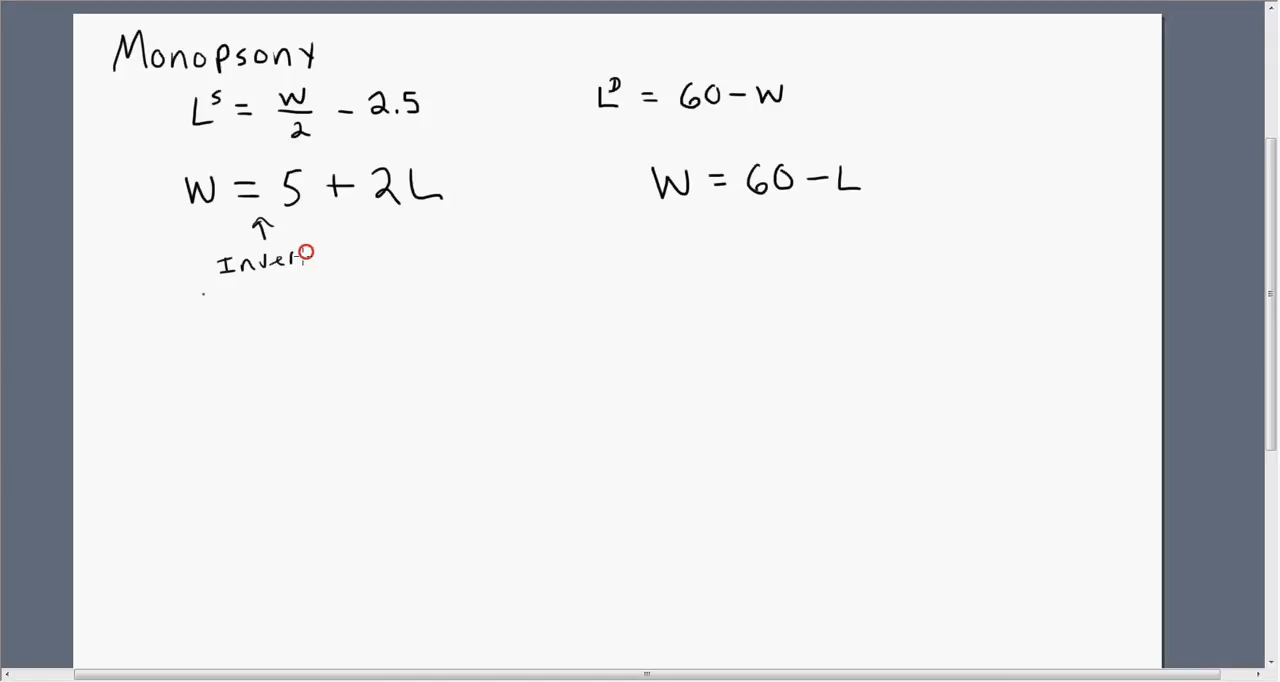 Monopsony
L^S = W/2 - 2.5
L^D = 60 - W
W = 5 + 2L
W = 60 - L
↑
Inver